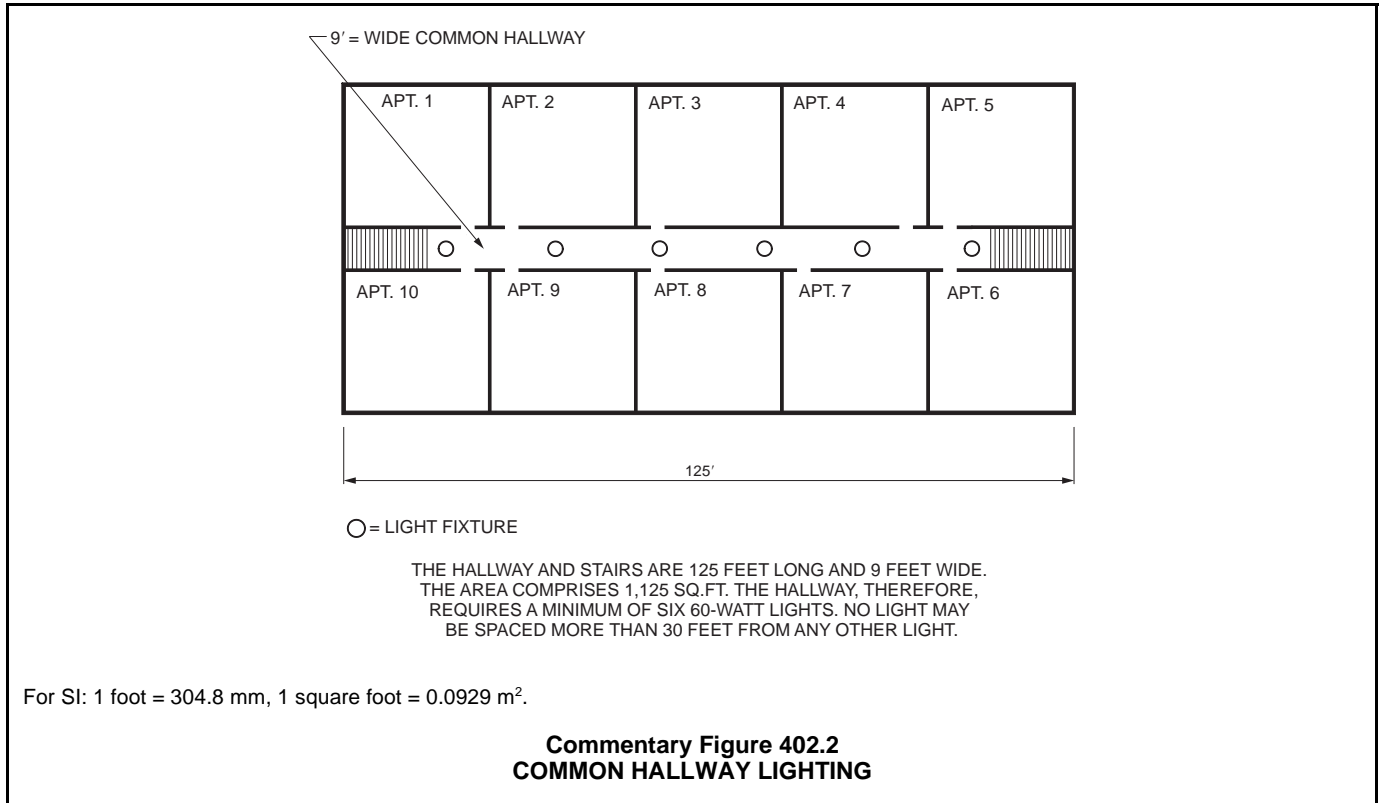 9′ = WIDE COMMON HALLWAY
APT. 1
APT. 2
APT. 3
APT. 4
APT. 5
APT. 10
APT. 9
APT. 8
APT. 7
APT. 6
125′
= LIGHT FIXTURE
THE HALLWAY AND STAIRS ARE 125 FEET LONG AND 9 FEET WIDE.
THE AREA COMPRISES 1,125 SQ.FT. THE HALLWAY, THEREFORE,
REQUIRES A MINIMUM OF SIX 60-WATT LIGHTS. NO LIGHT MAY
BE SPACED MORE THAN 30 FEET FROM ANY OTHER LIGHT.
For SI: 1 foot = 304.8 mm, 1 square foot = 0.0929 m².
Commentary Figure 402.2
COMMON HALLWAY LIGHTING